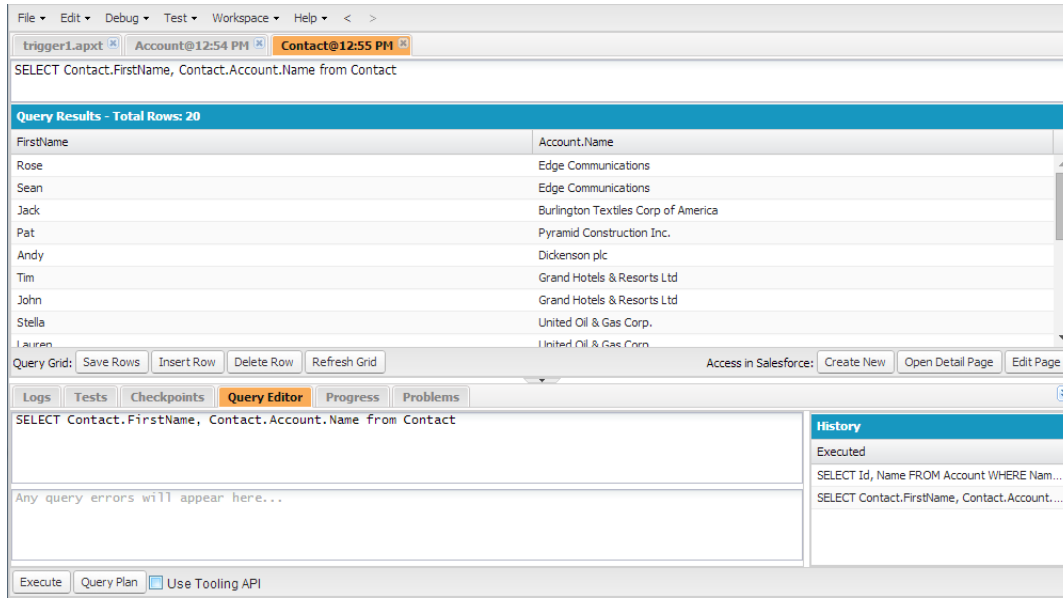 File Edit Debug Test Workspace Help < >
trigger1.apxt Account@12:54 PM Contact@12:55 PM
SELECT Contact.FirstName, Contact.Account.Name from Contact
Query Results - Total Rows: 20
FirstName Account.Name
Rose Edge Communications
Sean Edge Communications
Jack Burlington Textiles Corp of America
Pat Pyramid Construction Inc.
Andy Dickenson plc
Tim Grand Hotels & Resorts Ltd
John Grand Hotels & Resorts Ltd
Stella United Oil & Gas Corp.
Lauren United Oil & Gas Corp.
Query Grid: Save Rows Insert Row Delete Row Refresh Grid Access in Salesforce: Create New Open Detail Page Edit Page
Logs Tests Checkpoints Query Editor Progress Problems
SELECT Contact.FirstName, Contact.Account.Name from Contact
History
Executed
SELECT Id, Name FROM Account WHERE Nam...
SELECT Contact.FirstName, Contact.Account....
Any query errors will appear here...
Execute Query Plan Use Tooling API